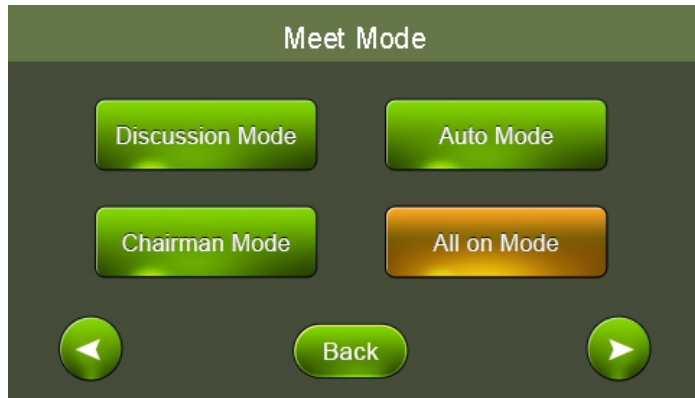 Meet Mode
Discussion Mode
Auto Mode
Chairman Mode
All on Mode
Back